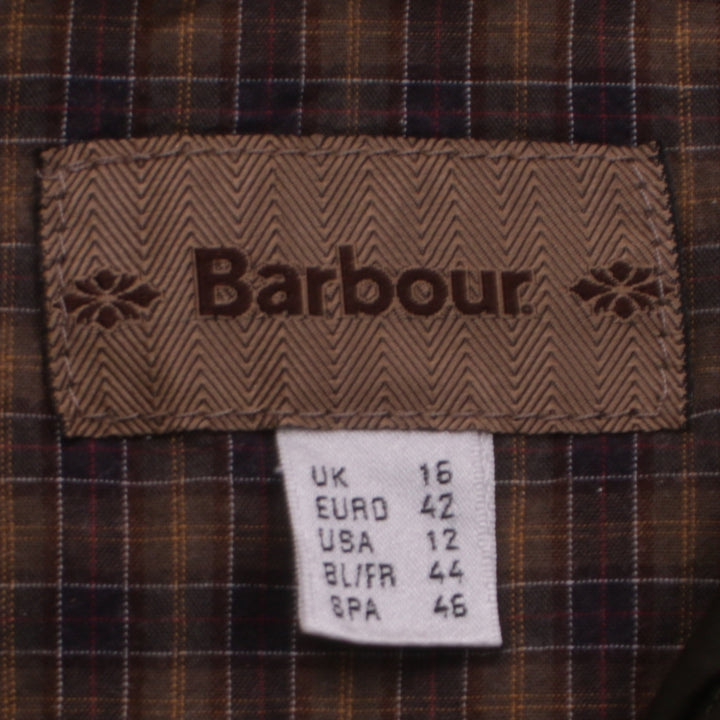 Barbour
UK 16
EURO 42
USA 12
BL/FR 44
SPA 46